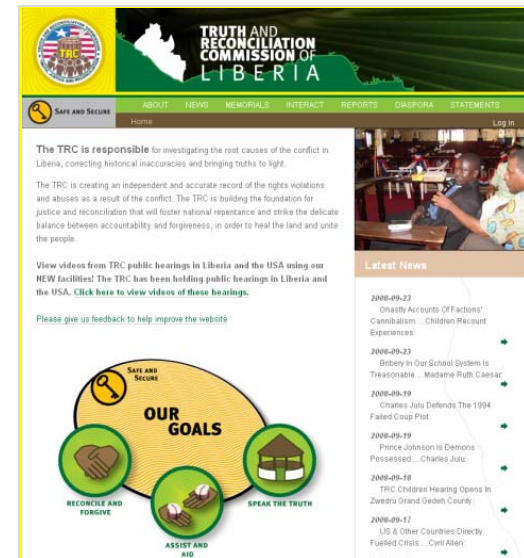 TRC
TRUTH AND
RECONCILIATION
COMMISSION OF
LIBERIA
SAFE AND SECURE
ABOUT NEWS MEMORIALS INTERACT REPORTS DIASPORA STATEMENTS
Home
Log in
The TRC is responsible for investigating the root causes of the conflict in
Liberia, correcting historical inaccuracies and bringing truths to light.
The TRC is creating an independent and accurate record of the rights violations
and abuses as a result of the conflict. The TRC is building the foundation for
justice and reconciliation that will foster national repentance and strike the delicate
balance between accountability and forgiveness, in order to heal the land and unite
the people.
View videos from TRC public hearings in Liberia and the USA using our
NEW facilities! The TRC has been holding public hearings in Liberia and
the USA. Click here to view videos of these hearings.
Please give us feedback to help improve the website
SAFE AND
SECURE
OUR
GOALS
RECONCILE AND
FORGIVE
ASSIST AND
AID
SPEAK THE TRUTH
Latest News
2008-09-23
Ghastly Accounts Of Factions'
Cannibalism ...Children Recount
Experiences:
2008-09-23
Bribery In Our School System Is
Treasonable .. Madame Ruth Caesar:
2008-09-19
Charles Julu Defends The 1994
Failed Coup Plot:
2008-09-19
Prince Johnson Is Demons
Possessed ...Charles Julu:
2008-09-18
TRC Children Hearing Opens In
Zwedru Grand Gedeh County:
2008-09-17
US & Other Countries Directly
Fuelled Crisis ...Cyril Allen: